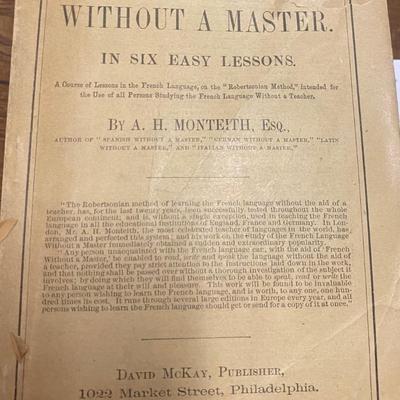 WITHOUT A MASTER.
IN SIX EASY LESSONS.
A Course of Lessons in the French Language, on the "Robertsonian Method," intended for
the Use of all Persons Studying the French Language Without a Teacher.
BY A. H. MONTEITH, ESQ.,
AUTHOR OF "SPANISH WITHOUT A MASTER," "GERMAN WITHOUT A MASTER," "LATIN
WITHOUT A MASTER," AND "ITALIAN WITHOUT A MASTER."
"The Robertsonian method of learning the French language without the aid of a
teacher, has, for the last twenty years, been successfully tested throughout the whole
European continent, and is, without a single exception, used in teaching the French
language in all the educational institutions of England, France and Germany. In Lon-
don, Mr. A. H. Monteith, the most celebrated teacher of languages in the world, has
arranged and perfected this system, and his work on the study of the French Language
Without a Master immediately obtained a sudden and extraordinary popularity.
"Any person unacquainted with the French language can, with the aid of 'French
Without a Master,' be enabled to read, write and speak the language without the aid of
a teacher, provided they pay strict attention to the instructions laid down in the work,
and that nothing shall be passed over without a thorough investigation of the subject it
involves; by doing which they will find themselves to be able to speak, read or write the
French language at their will and pleasure. This work will be found to be invaluable
to any person wishing to learn the French language, and is worth, to any one, one hun-
dred times its cost. It runs through several large editions in Europe every year, and all
persons wishing to learn the French language should get or send for a copy of it at once."
DAVID MCKAY, PUBLISHER,
1022 Market Street, Philadelphia.